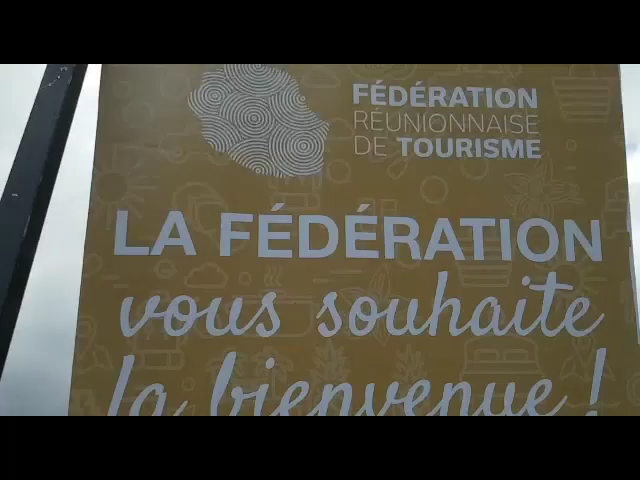 FÉDÉRATION
RÉUNIONNAISE
DE TOURISME
LA FÉDÉRATION
vous souhaite
la bienvenue !